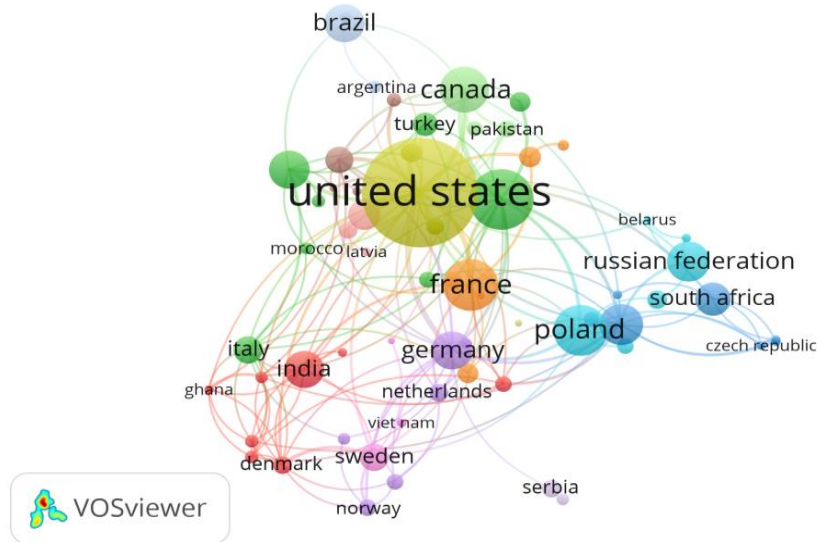 brazil
argentina
canada
turkey
pakistan
united states
belarus
morocco
latvia
russian federation
france
south africa
poland
italy
germany
czech republic
india
ghana
netherlands
viet nam
denmark
sweden
serbia
norway
VOSviewer